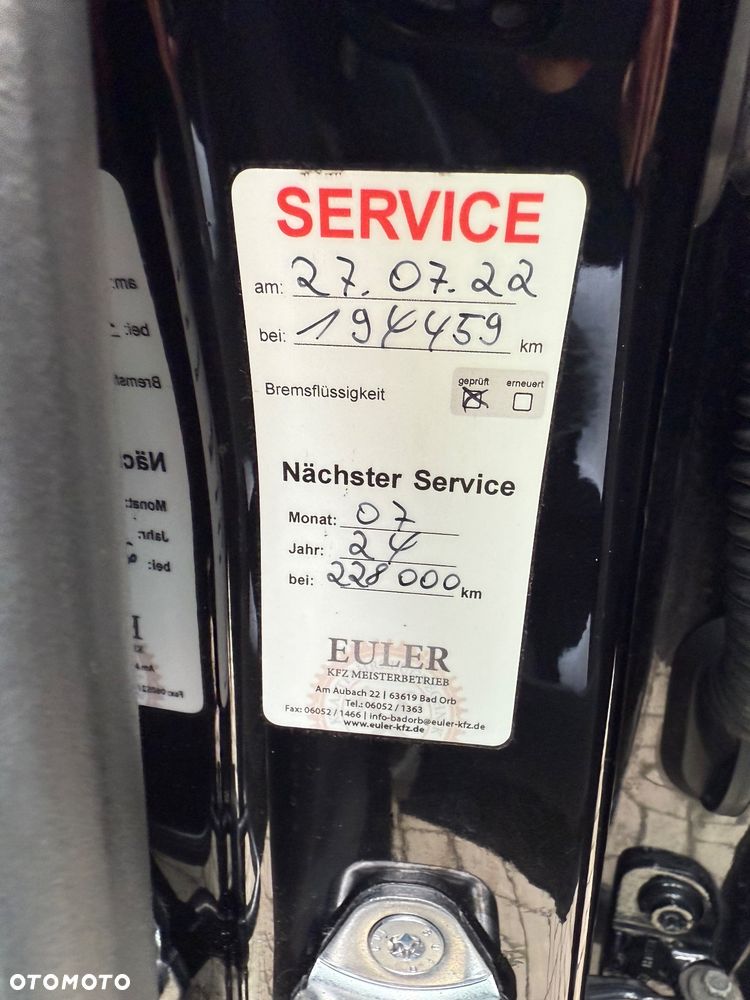 SERVICE
am: 27.07.22
bei: 194459 km
geprüft erneuert
Bremsflüssigkeit
Nächster Service
Monat: 07
Jahr: 24
bei: 228 000 km
EULER
KFZ MEISTERBETRIEB
Am Aubach 22 | 63619 Bad Orb
Tel.: 06052 / 1363
Fax: 06052 / 1466 | info-badorb@euler-kfz.de
www.euler-kfz.de
OTOMOTO